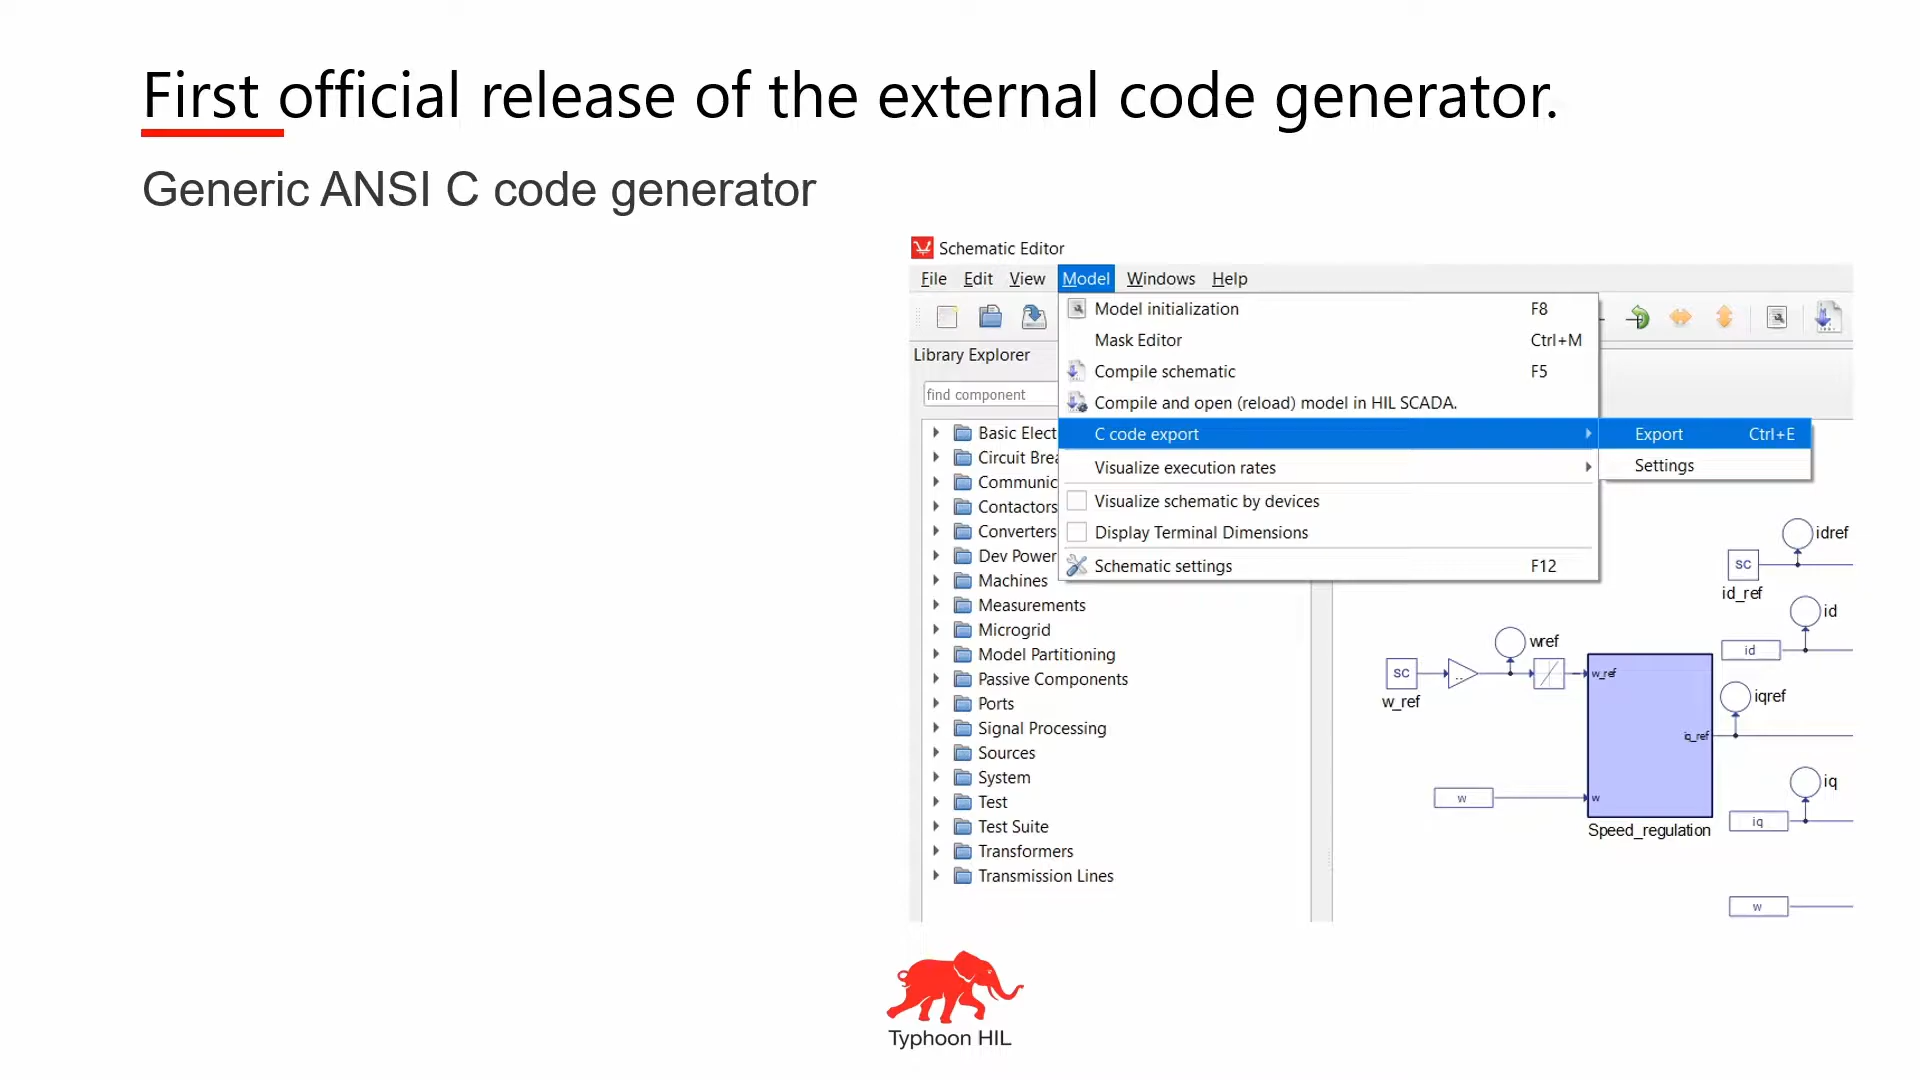 First official release of the external code generator.
Generic ANSI C code generator
Schematic Editor
File Edit View Model Windows Help
Model initialization F8
Mask Editor Ctrl+M
Library Explorer
Compile schematic F5
find component
Compile and open (reload) model in HIL SCADA.
Basic Elect
C code export
Export Ctrl+E
Circuit Brea
Visualize execution rates
Settings
Communic
Contactors
Visualize schematic by devices
Converters
Display Terminal Dimensions
Dev Power
Schematic settings F12
Machines
Measurements
Microgrid
Model Partitioning
Passive Components
Ports
Signal Processing
Sources
System
Test
Test Suite
Transformers
Transmission Lines
idref
SC
id_ref
id
id
wref
SC
w_ref
w_ref
iqref
iq_ref
iq
w
w
iq
Speed_regulation
w
Typhoon HIL